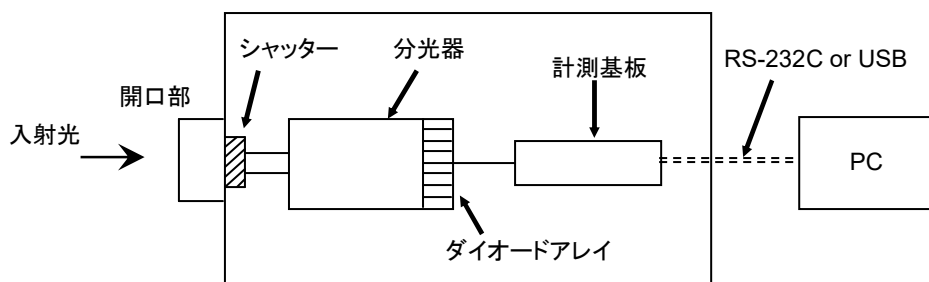 シャッター
分光器
計測基板
RS-232C or USB
開口部
入射光
PC
ダイオードアレイ